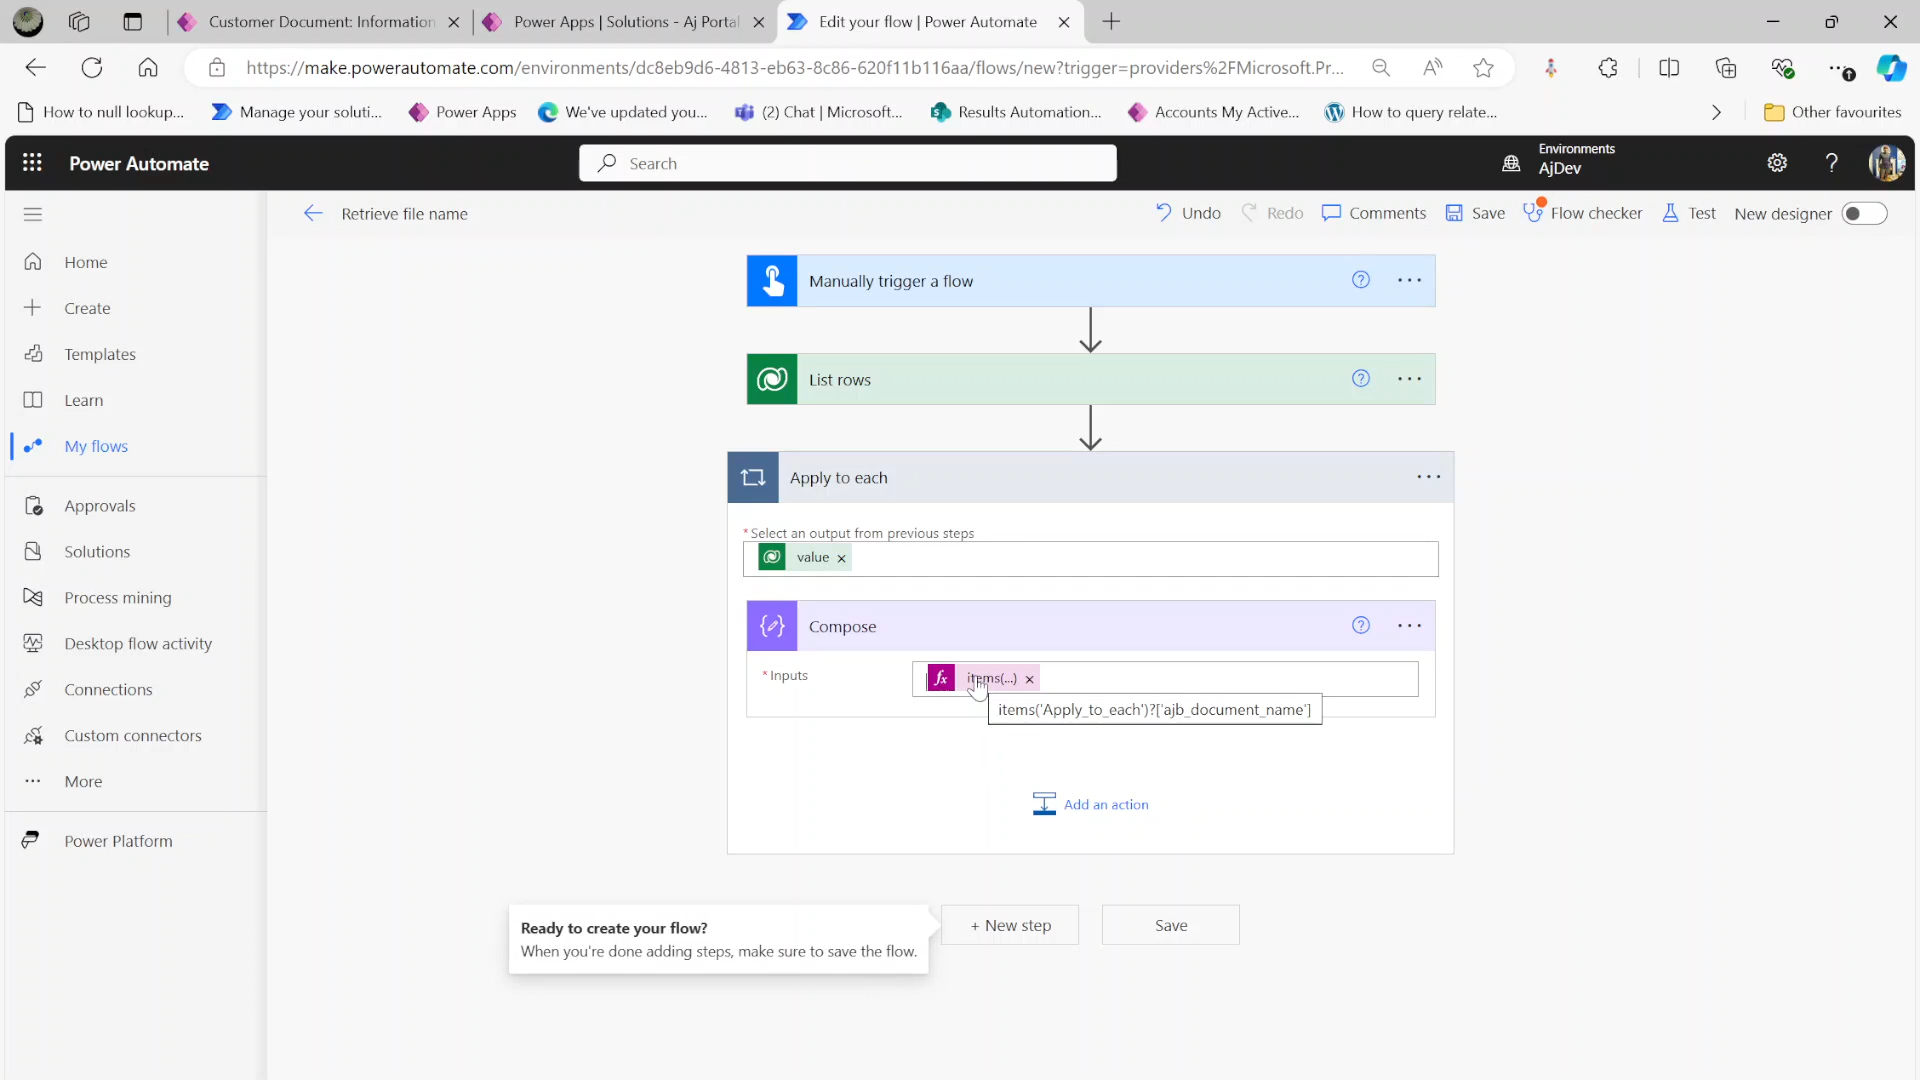 Customer Document: Information
Power Apps | Solutions - Aj Portal
Edit your flow | Power Automate
https://make.powerautomate.com/environments/dc8eb9d6-4813-eb63-8c86-620f11b116aa/flows/new?trigger=providers%2FMicrosoft.Pr...
How to null lookup...
Manage your soluti...
Power Apps
We've updated you...
(2) Chat | Microsoft...
Results Automation...
Accounts My Active...
How to query relate...
Other favourites
Power Automate
Search
Environments
AjDev
Retrieve file name
Undo
Redo
Comments
Save
Flow checker
Test
New designer
Home
Create
Templates
Learn
My flows
Approvals
Solutions
Process mining
Desktop flow activity
Connections
Custom connectors
More
Power Platform
Manually trigger a flow
List rows
Apply to each
* Select an output from previous steps
value
Compose
* Inputs
fx items(...)
items('Apply_to_each')?['ajb_document_name']
Add an action
Ready to create your flow?
When you're done adding steps, make sure to save the flow.
+ New step
Save